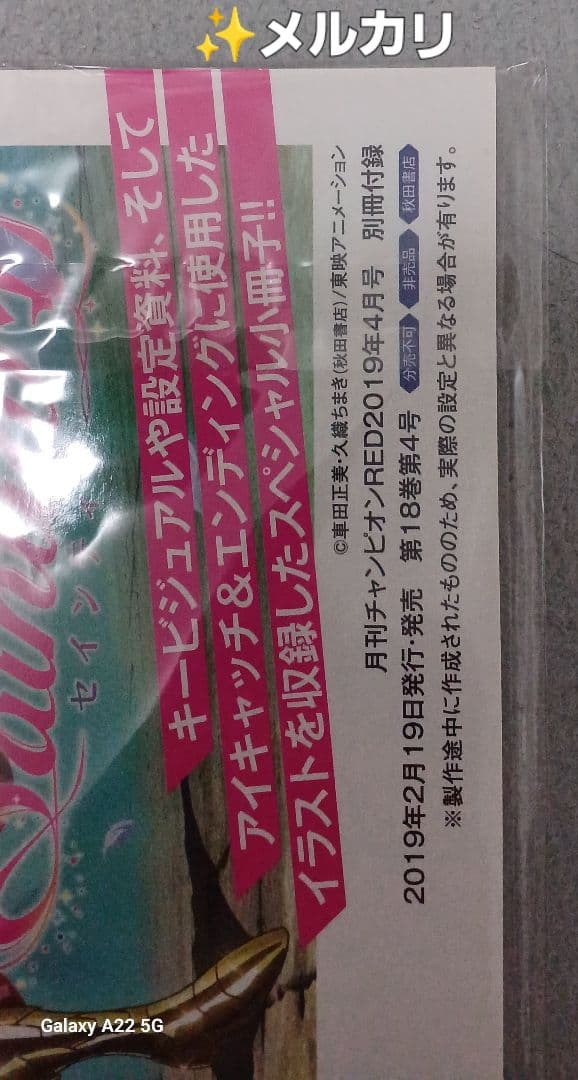 ✨メルカリ
Saintia
セインティ
キービジュアルや設定資料、そして
アイキャッチ&エンディングに使用した
イラストを収録したスペシャル小冊子!!
©車田正美・久織ちまき(秋田書店)/東映アニメーション
月刊チャンピオンRED2019年4月号 別冊付録
2019年2月19日発行・発売 第18巻第4号 分売不可 非売品 秋田書店
※製作途中に作成されたもののため、実際の設定と異なる場合が有ります。
Galaxy A22 5G